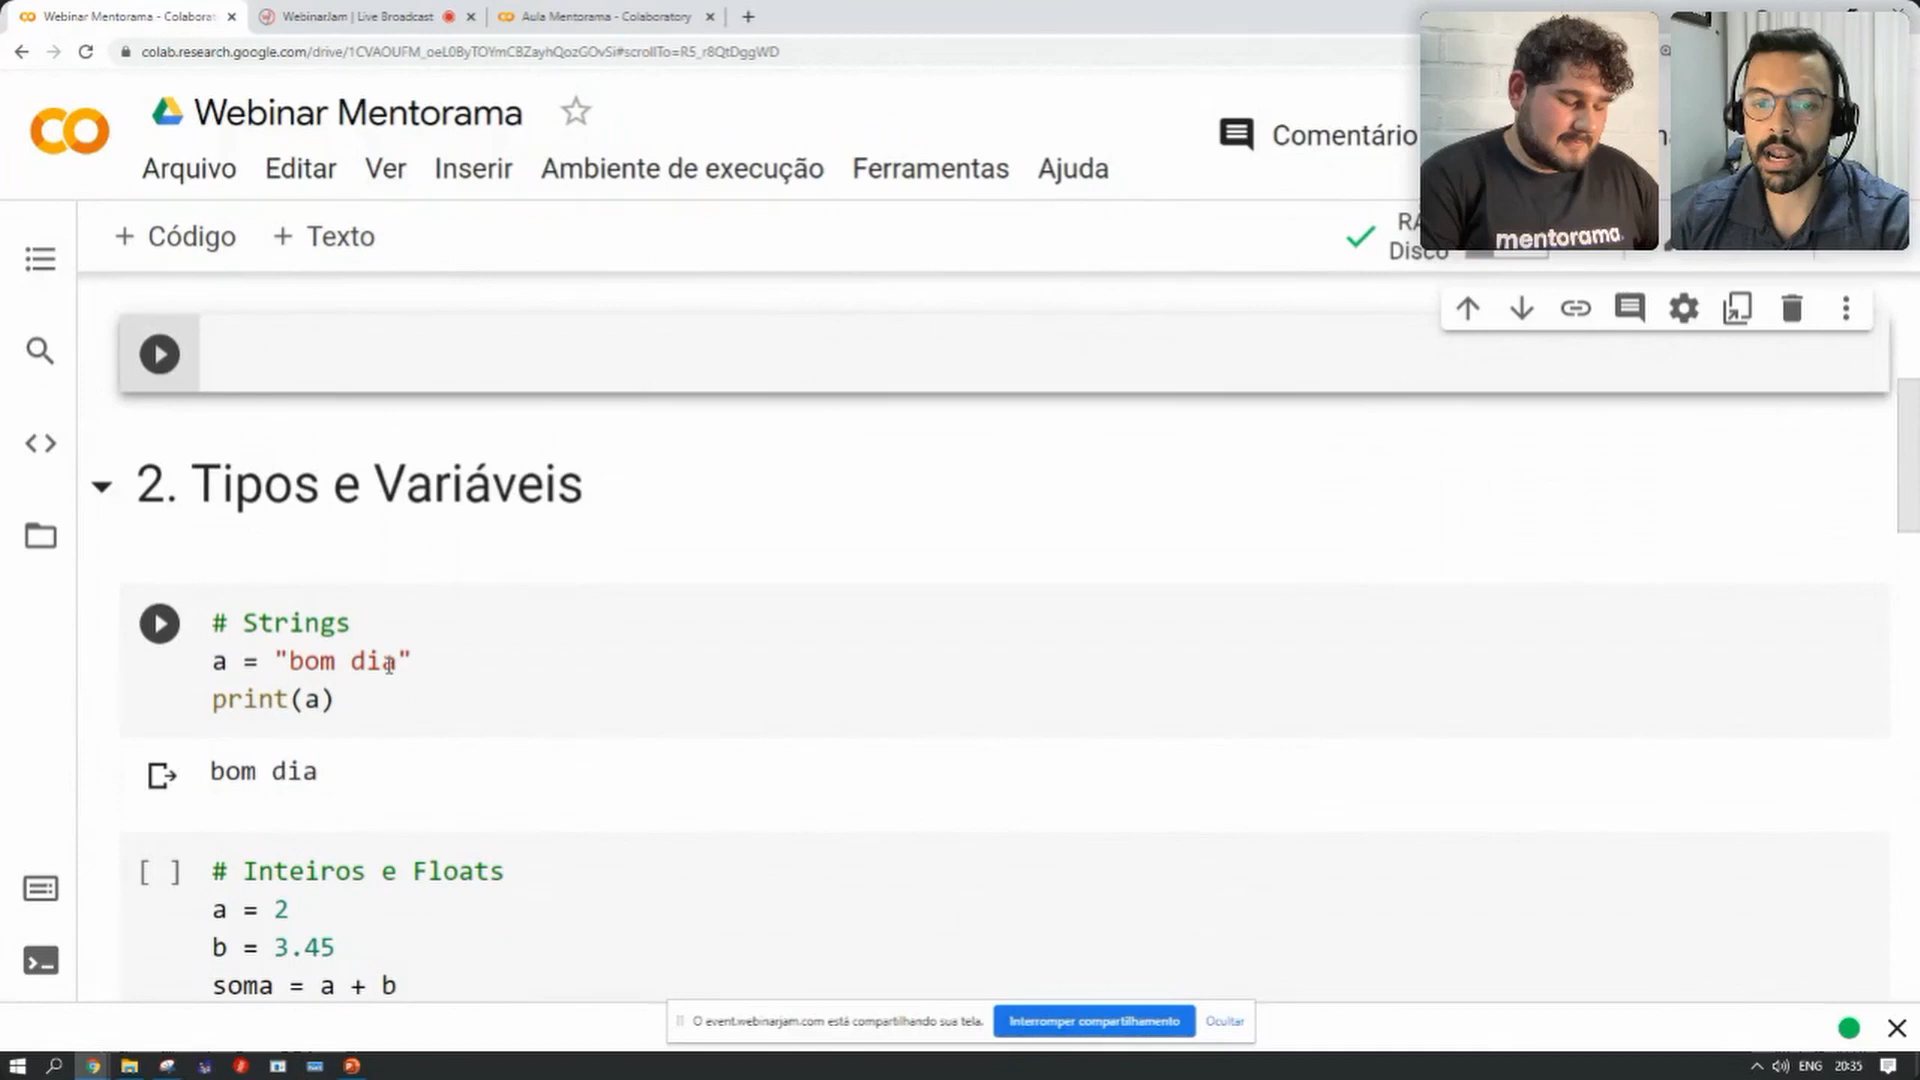 Webinar Mentorama - Colaborat
WebinarJam | Live Broadcast
Aula Mentorama - Colaboratory
colab.research.google.com/drive/1CVAOUFM_oeL0ByTOYmCBZayhQozGOvSi#scrollTo=R5_r8QtDggWD
Webinar Mentorama
Comentário
Arquivo Editar Ver Inserir Ambiente de execução Ferramentas Ajuda
+ Código + Texto
RA
Disco
mentorama.
2. Tipos e Variáveis
# Strings
a = "bom dia"
print(a)
bom dia
[ ] # Inteiros e Floats
a = 2
b = 3.45
soma = a + b
O event.webinarjam.com está compartilhando sua tela. Interromper compartilhamento Ocultar
ENG 20:35